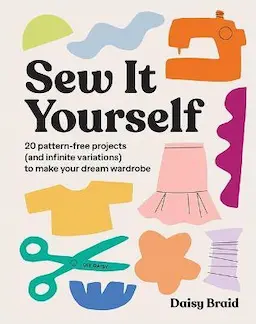 Sew It
Yourself
20 pattern-free projects
(and infinite variations)
to make your dream wardrobe
Daisy Braid